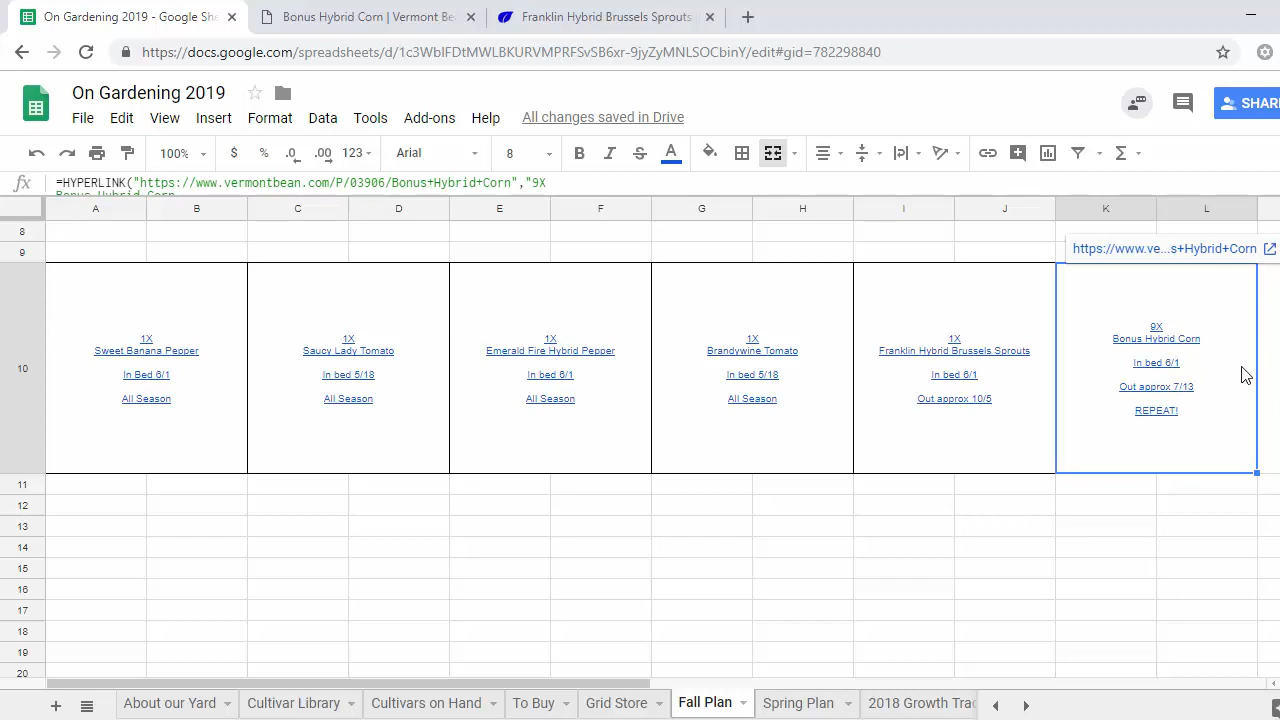 On Gardening 2019 - Google She
Bonus Hybrid Corn | Vermont Be
Franklin Hybrid Brussels Sprouts
https://docs.google.com/spreadsheets/d/1c3WblFDtMWLBKURVMPRFSvSB6xr-9jyZyMNLSOCbinY/edit#gid=782298840
On Gardening 2019
SHARE
File Edit View Insert Format Data Tools Add-ons Help All changes saved in Drive
100% $ % .0 .00 123 Arial 8 B I S A Σ
fx =HYPERLINK("https://www.vermontbean.com/P/03906/Bonus+Hybrid+Corn","9X
Bonus Hybrid Corn
A B C D E F G H I J K L
8
9
https://www.ve...s+Hybrid+Corn
10
1X
Sweet Banana Pepper
In Bed 6/1
All Season
1X
Saucy Lady Tomato
In bed 5/18
All Season
1X
Emerald Fire Hybrid Pepper
In bed 6/1
All Season
1X
Brandywine Tomato
In bed 5/18
All Season
1X
Franklin Hybrid Brussels Sprouts
In bed 6/1
Out approx 10/5
9X
Bonus Hybrid Corn
In bed 6/1
Out approx 7/13
REPEAT!
11
12
13
14
15
16
17
18
19
20
About our Yard Cultivar Library Cultivars on Hand To Buy Grid Store Fall Plan Spring Plan 2018 Growth Trac